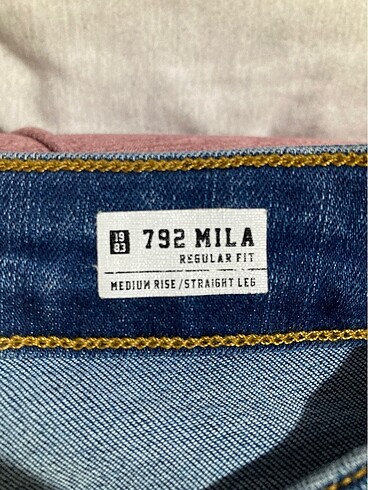 19
83
792 MILA
REGULAR FIT
MEDIUM RISE/STRAIGHT LEG